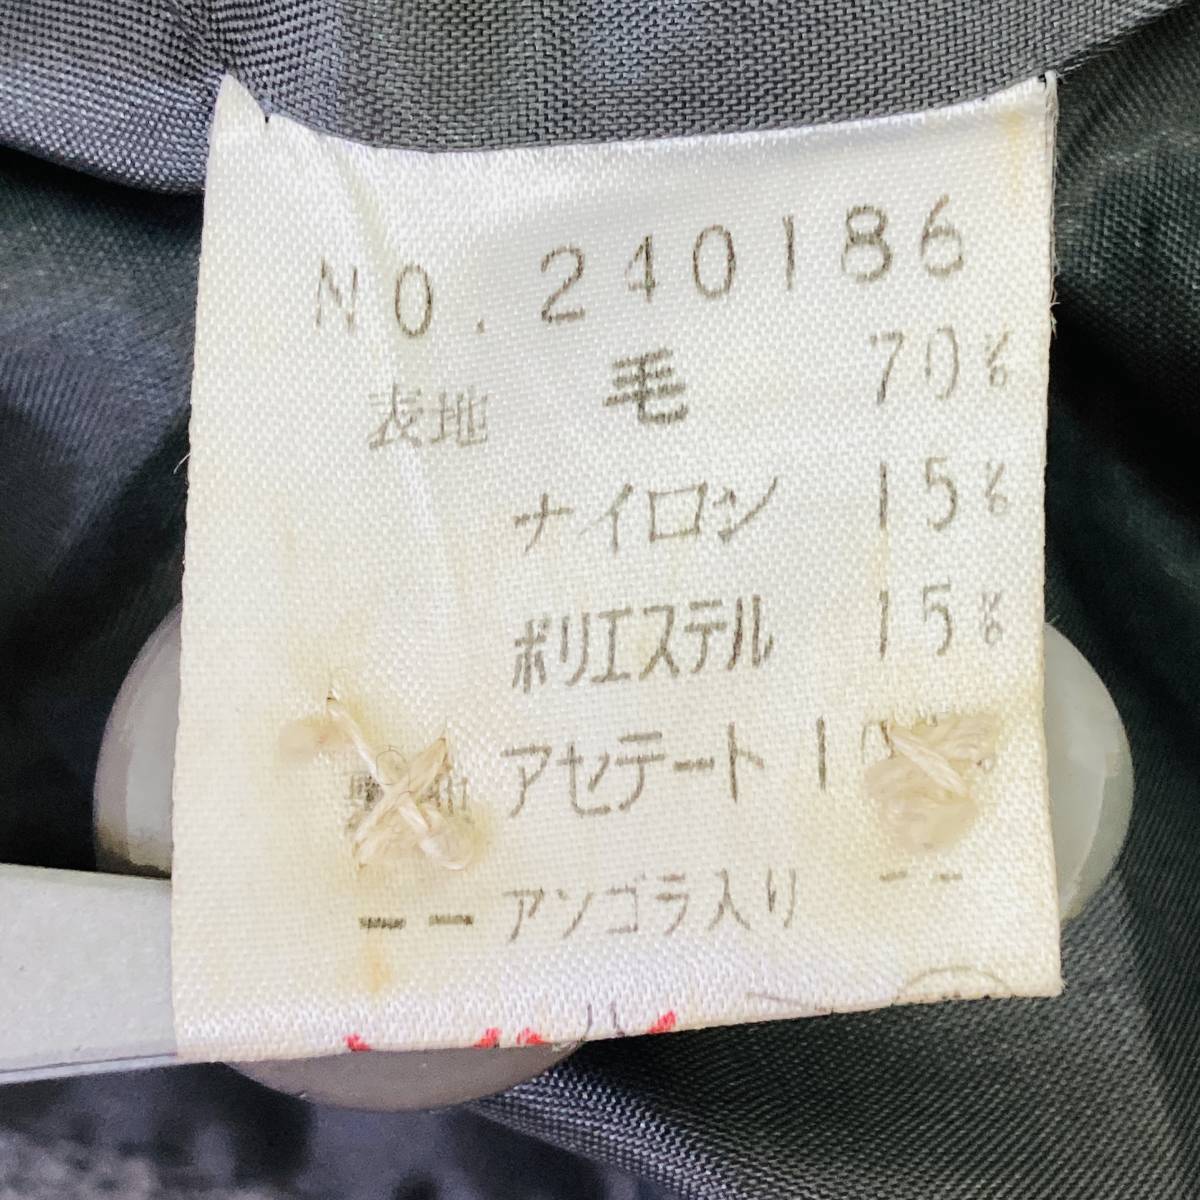 NO.240186
表地 毛 70%
ナイロン 15%
ポリエステル 15%
アセテート
--アンゴラ入り--